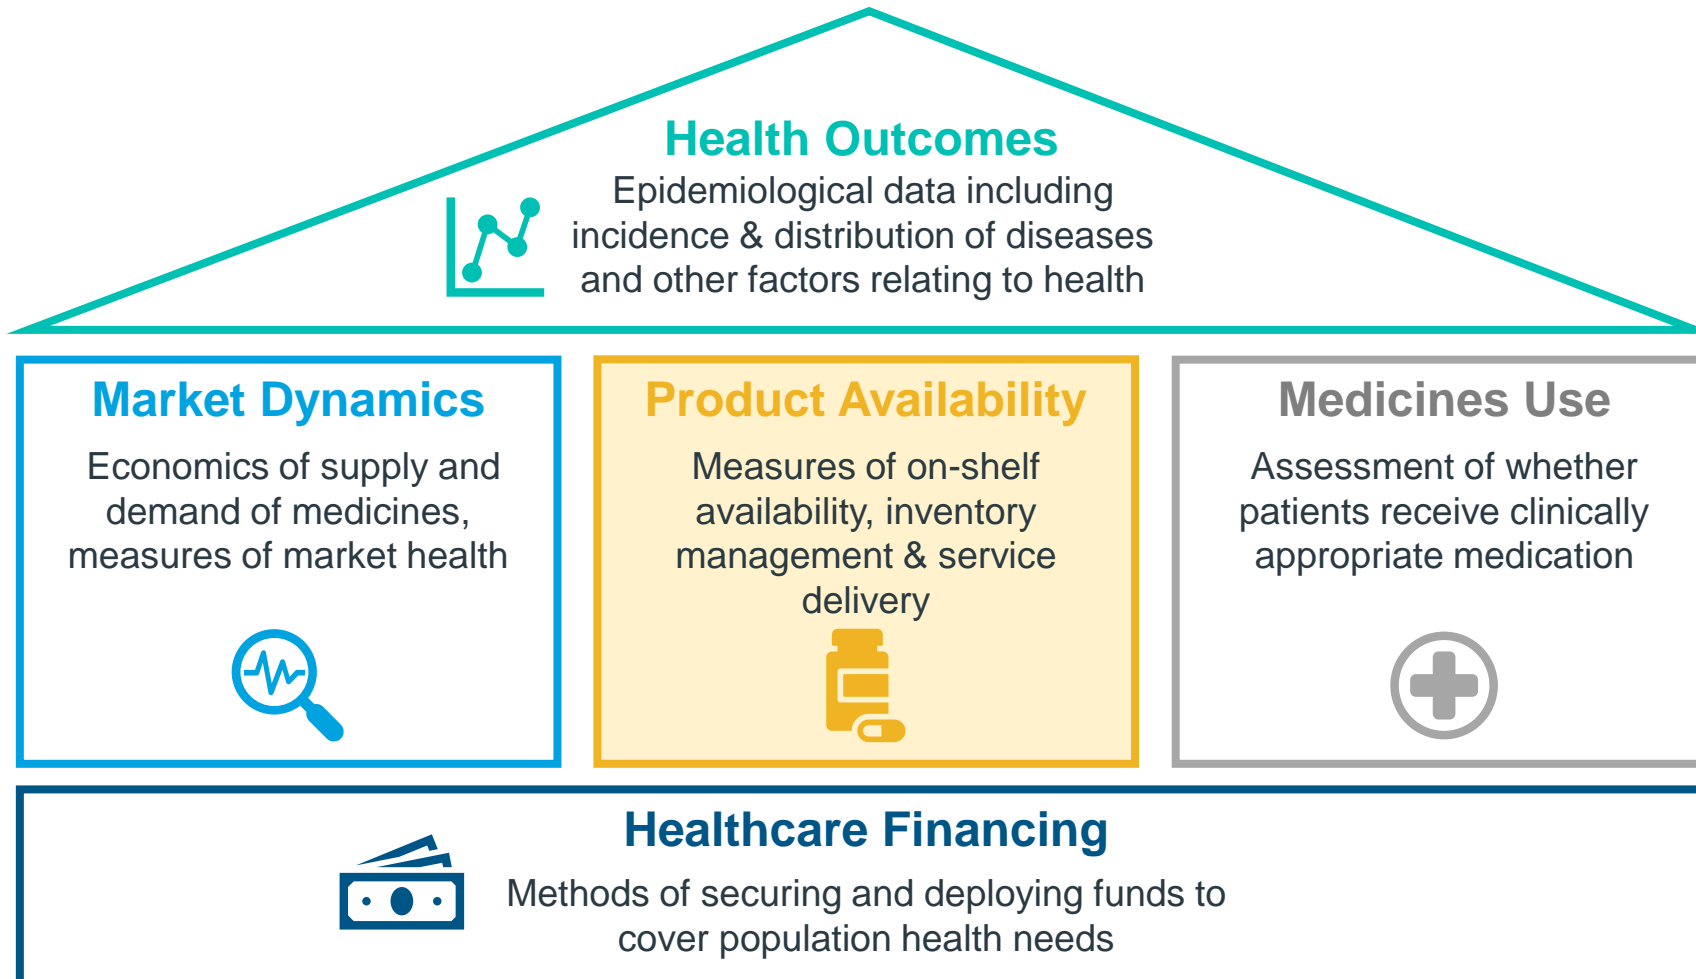 Health Outcomes
Epidemiological data including
incidence & distribution of diseases
and other factors relating to health
Market Dynamics
Economics of supply and
demand of medicines,
measures of market health
Product Availability
Measures of on-shelf
availability, inventory
management & service
delivery
Medicines Use
Assessment of whether
patients receive clinically
appropriate medication
Healthcare Financing
Methods of securing and deploying funds to
cover population health needs